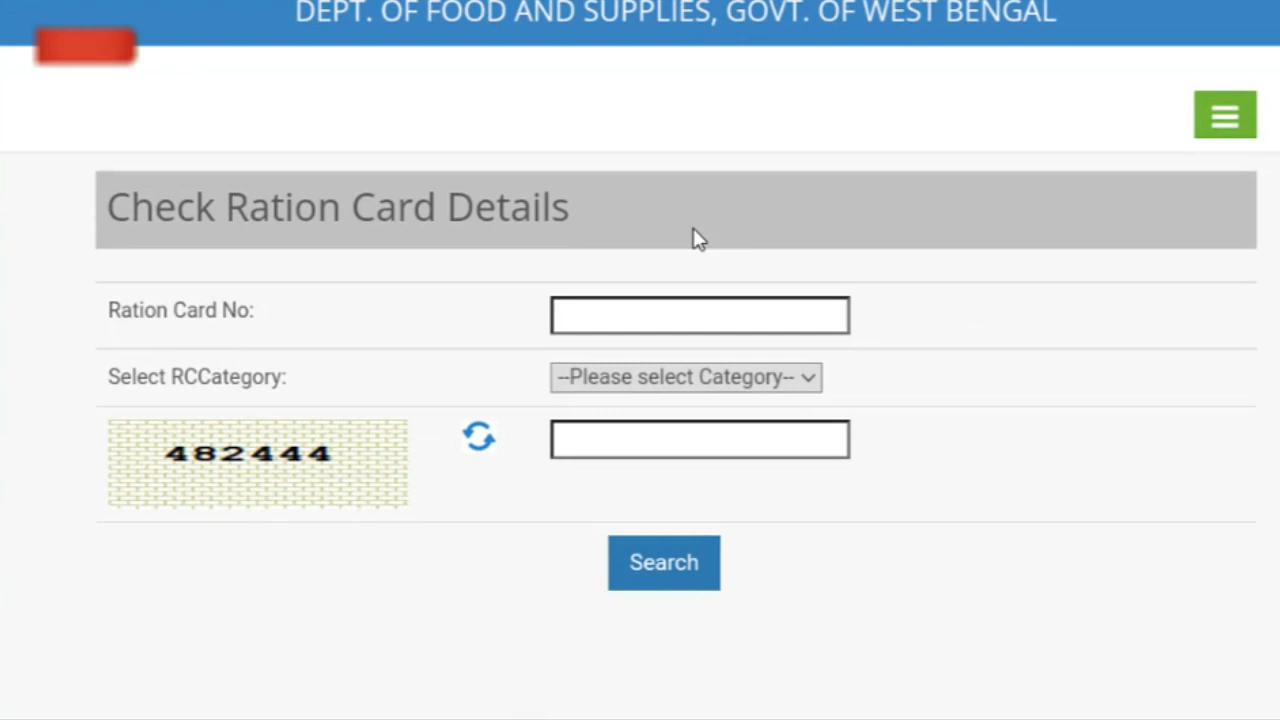 DEPT. OF FOOD AND SUPPLIES, GOVT. OF WEST BENGAL
Check Ration Card Details
Ration Card No:
Select RCCategory:
--Please select Category--
482444
Search